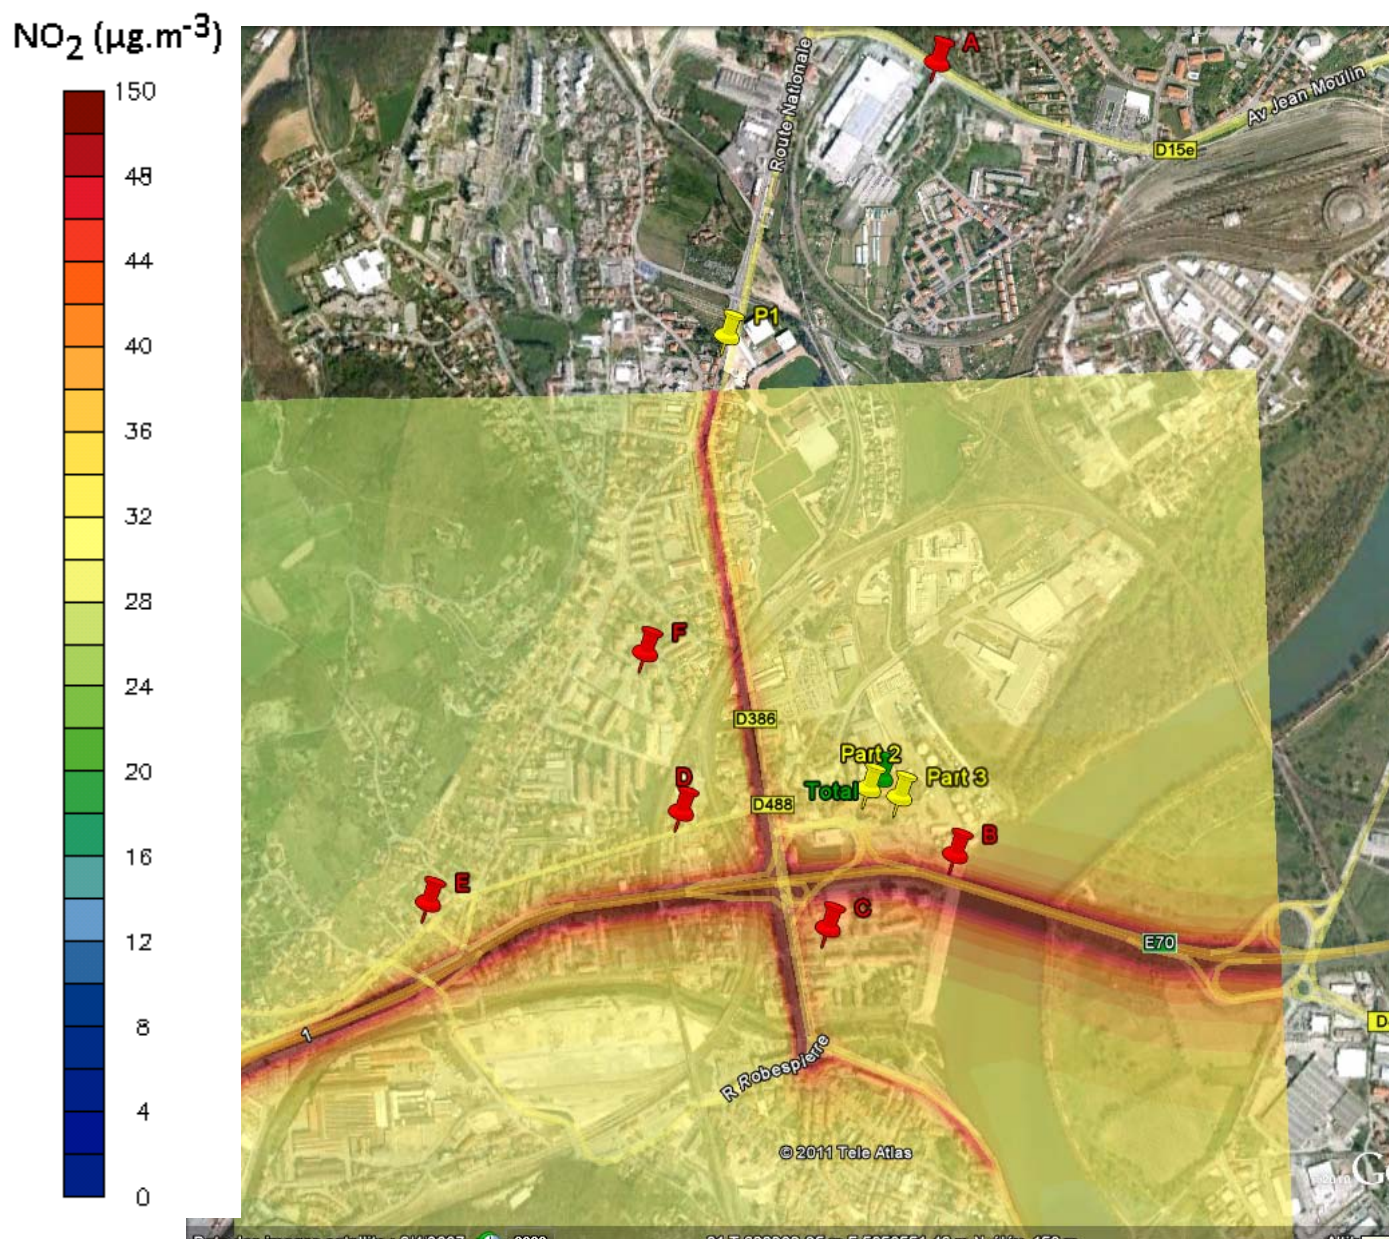 NO2 (µg.m-3)
150
48
44
40
36
32
28
24
20
16
12
8
4
0
A
Route Nationale
Av Jean Moulin
D15e
P1
F
D386
Part 2
Part 3
Total
D
D488
B
E
C
E70
1
R Robespierre
© 2011 Tele Atlas